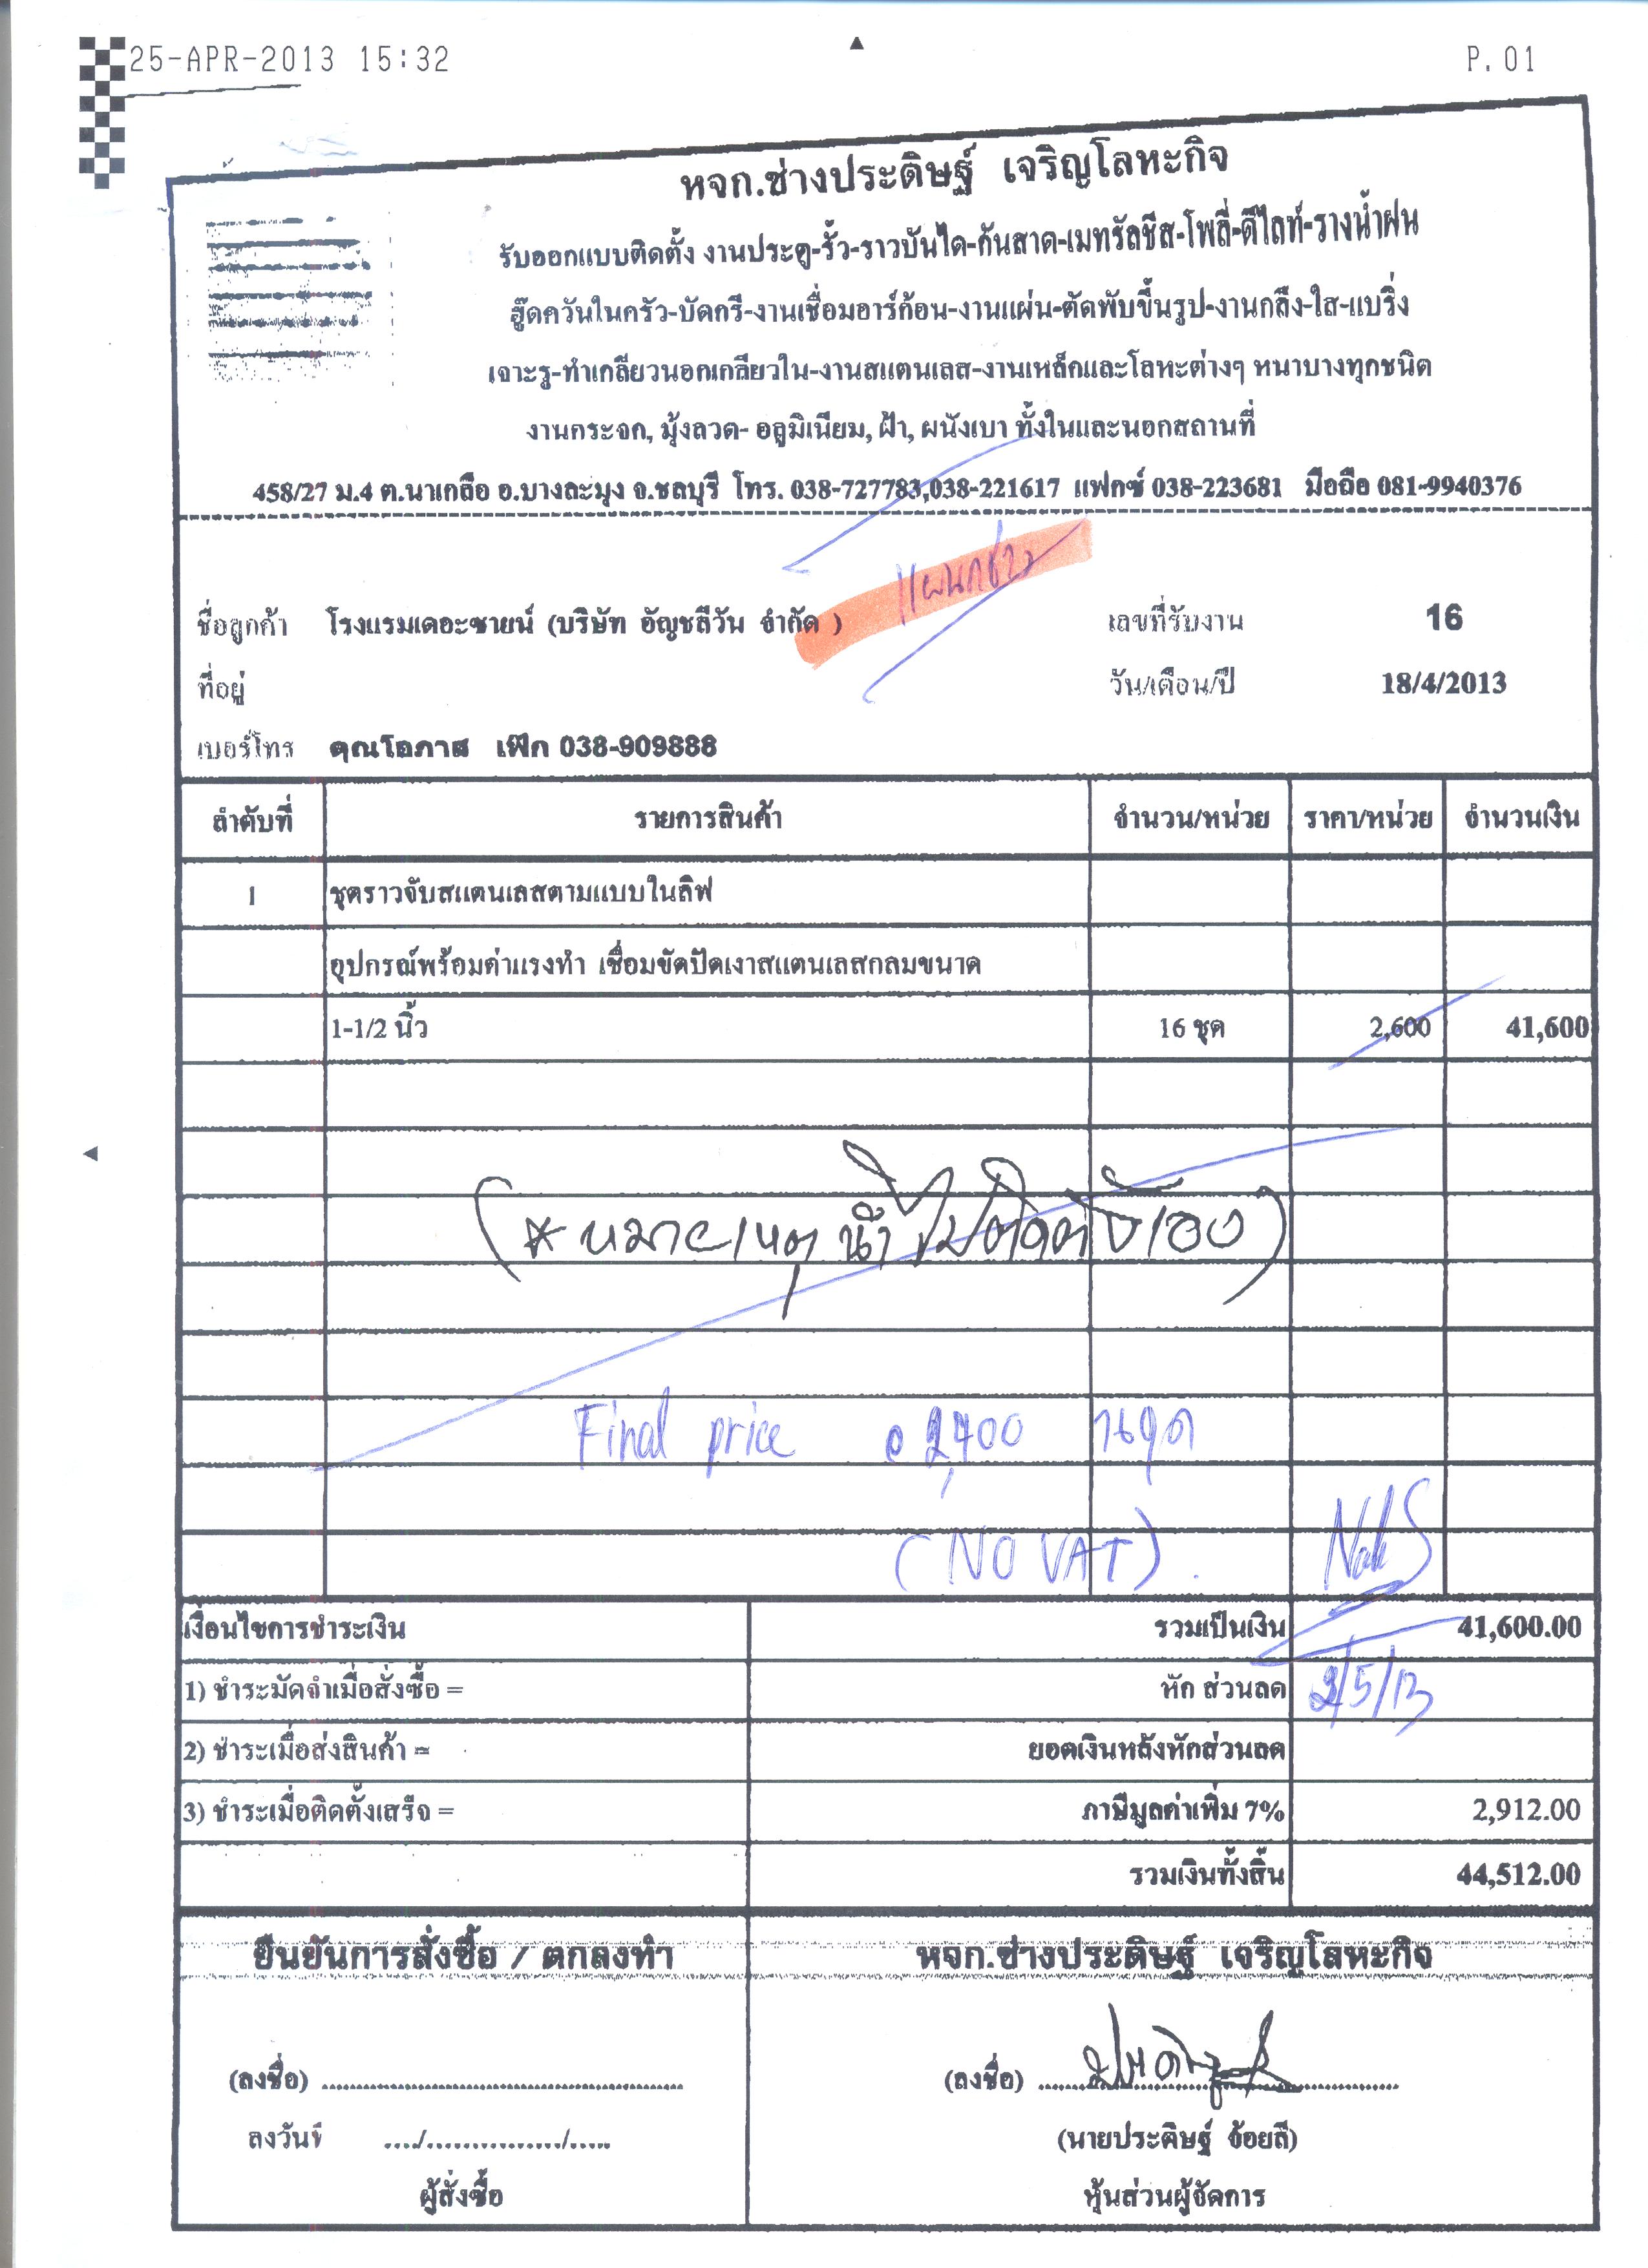 25-APR-2013 15:32 P.01
หจก.ช่างประดิษฐ์ เจริญโลหะกิจ
รับออกแบบติดตั้ง งานประตู-รั้ว-ราวบันได-กันสาด-เมทรัลชีส-โพลี่-ดีไลท์-รางน้ำฝน
ฮู๊ดควันในครัว-บัดกรี-งานเชื่อมอาร์ก้อน-งานแผ่น-ตัดพับขึ้นรูป-งานกลึง-ใส-แบริ่ง
เจาะรู-ทำเกลียวนอกเกลียวใน-งานสแตนเลส-งานเหล็กและโลหะต่างๆ หนาบางทุกชนิด
งานกระจก, มุ้งลวด- อลูมิเนียม, ฝ้า, ผนังเบา ทั้งในและนอกสถานที่
458/27 ม.4 ต.นาเกลือ อ.บางละมุง จ.ชลบุรี โทร. 038-727783,038-221617 แฟกซ์ 038-223681 มือถือ 081-9940376
แผนกช่าง
ชื่อลูกค้า โรงแรมเดอะซายน์ (บริษัท อัญชลีวัน จำกัด ) เลขที่รับงาน 16
ที่อยู่ วัน/เดือน/ปี 18/4/2013
เบอร์โทร คุณโอภาส เฟ๊ก 038-909888
ลำดับที่ รายการสินค้า จำนวน/หน่วย ราคา/หน่วย จำนวนเงิน
1 ชุดราวจับสแตนเลสตามแบบในลิฟ
อุปกรณ์พร้อมค่าแรงทำ เชื่อมขัดปัดเงาสแตนเลสกลมขนาด
1-1/2 นิ้ว 16 ชุด 2,600 41,600
(* หมายเหตุ นำไปติดตั้งเอง)
Final price @ 2,400 16ชุด
(NO VAT).
เงื่อนไขการชำระเงิน รวมเป็นเงิน 41,600.00
1) ชำระมัดจำเมื่อสั่งซื้อ = หัก ส่วนลด 2/5/13
2) ชำระเมื่อส่งสินค้า = ยอดเงินหลังหักส่วนลด
3) ชำระเมื่อติดตั้งเสร็จ = ภาษีมูลค่าเพิ่ม 7% 2,912.00
รวมเงินทั้งสิ้น 44,512.00
ยืนยันการสั่งซื้อ / ตกลงทำ หจก.ช่างประดิษฐ์ เจริญโลหะกิจ
(ลงชื่อ) (ลงชื่อ)
ลงวันที่ ..../................/..... (นายประดิษฐ์ จ้อยลี)
ผู้สั่งซื้อ หุ้นส่วนผู้จัดการ